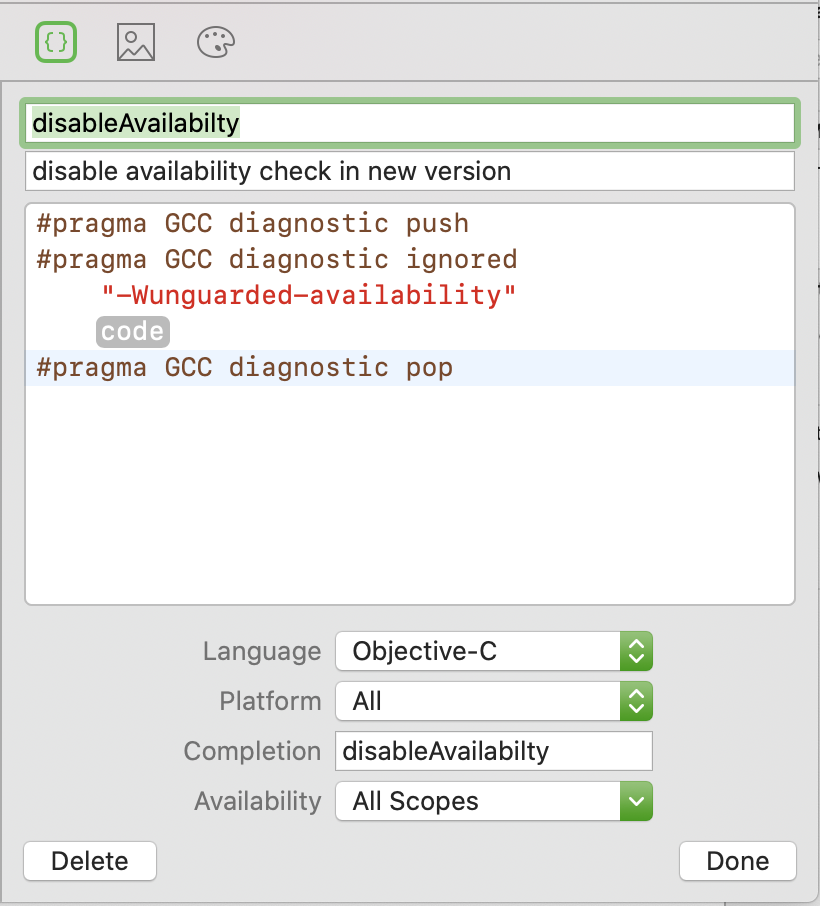 {}
disableAvailabilty
disable availability check in new version
#pragma GCC diagnostic push
#pragma GCC diagnostic ignored
"-Wunguarded-availability"
code
#pragma GCC diagnostic pop
Language Objective-C
Platform All
Completion disableAvailabilty
Availability All Scopes
Delete Done